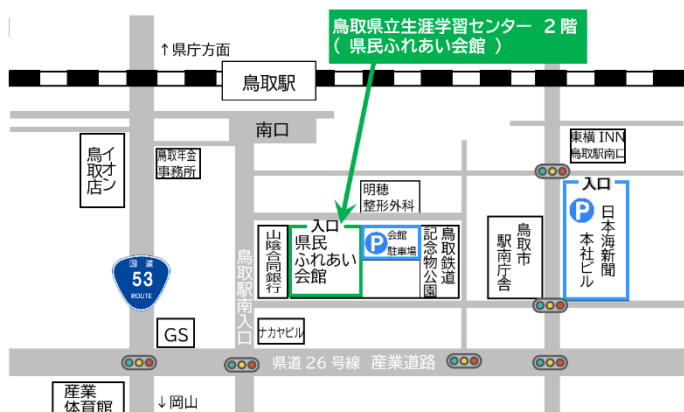 鳥取県立生涯学習センター 2階
( 県民ふれあい会館 )
↑県庁方面
鳥取駅
南口
東横INN
鳥取駅南口
イオン
鳥取店
鳥取年金
事務所
明穂
整形外科
入口
P
日本海新聞
本社ビル
入口
県民
ふれあい
会館
山陰合同銀行
P
会館
駐車場
鳥取鉄道
記念物公園
鳥取市
駅南庁舎
国道
53
ROUTE
鳥取駅南入口
GS
ナカヤビル
県道26号線 産業道路
産業
体育館
↓岡山